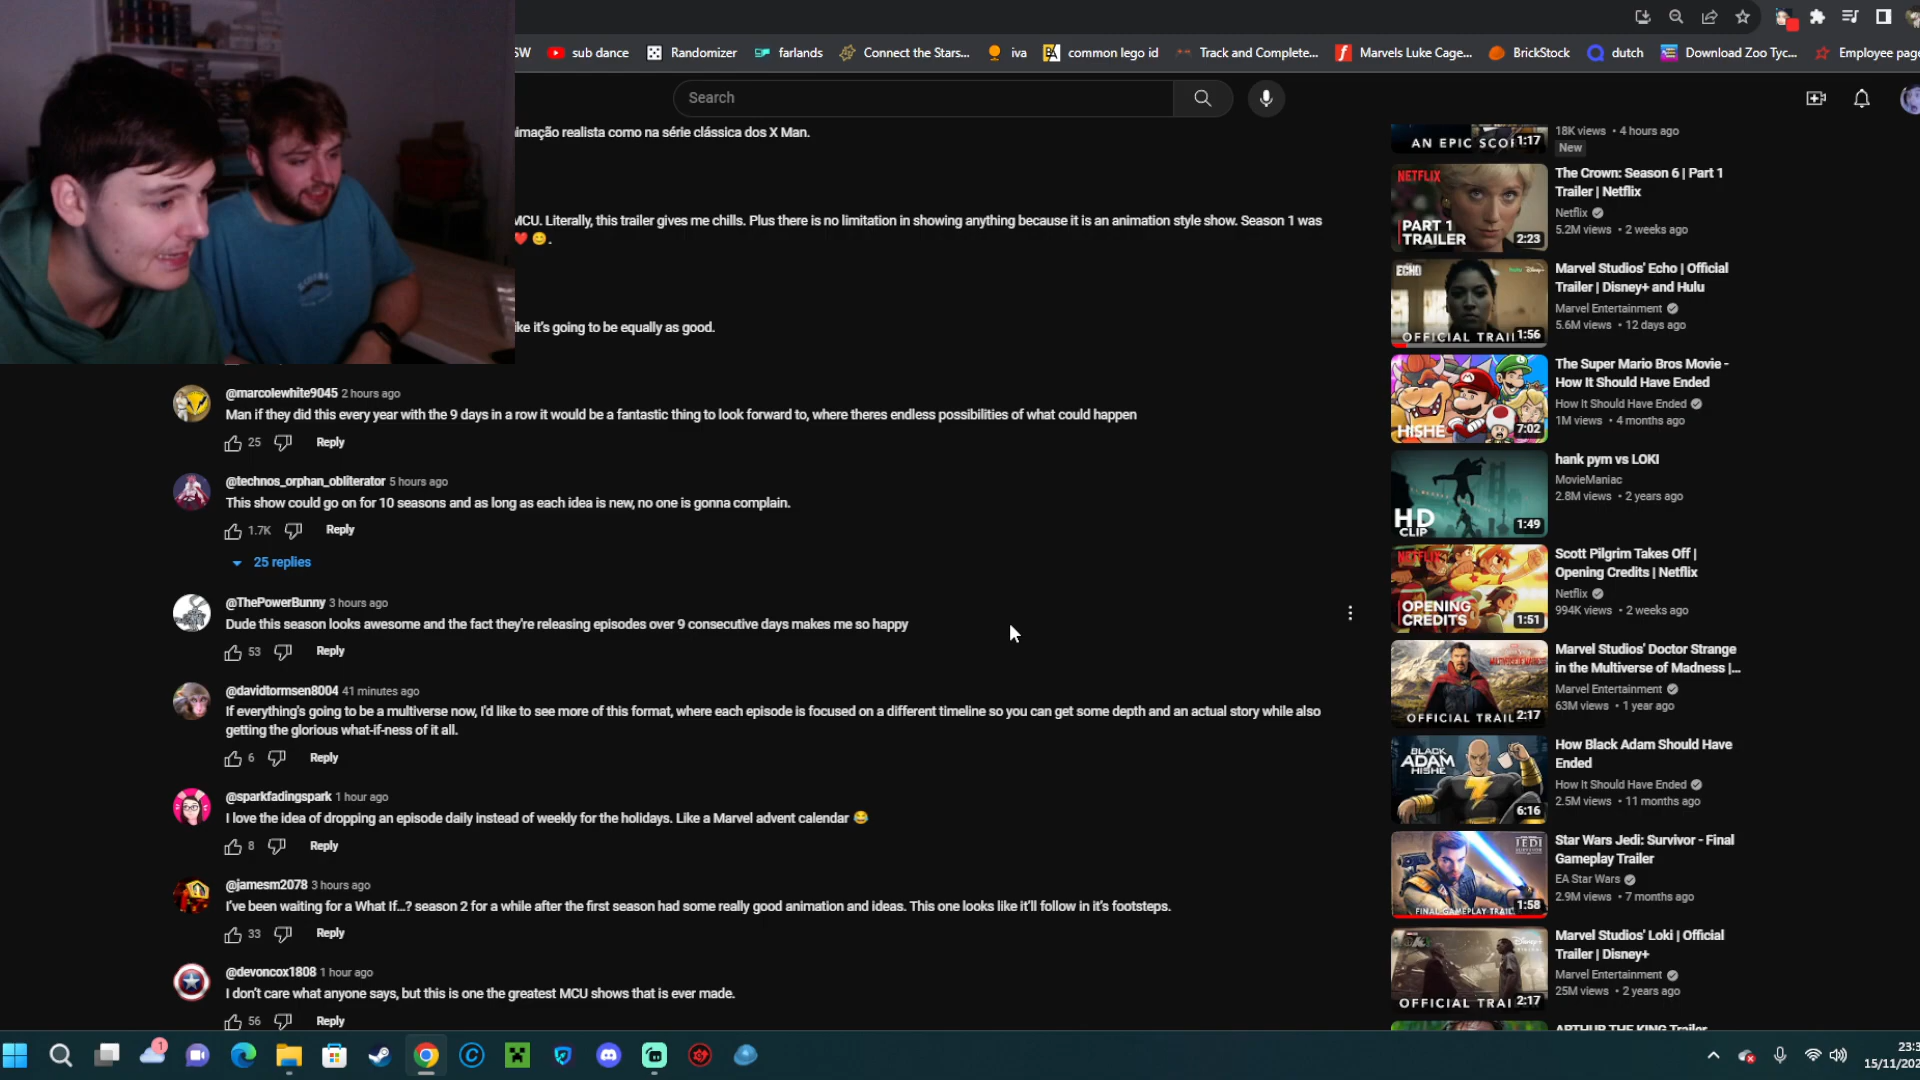 SW
sub dance
Randomizer
farlands
Connect the Stars...
iva
common lego id
Track and Complete...
Marvels Luke Cage...
BrickStock
dutch
Download Zoo Tyc...
Employee page
Search
imação realista como na série clássica dos X Man.
MCU. Literally, this trailer gives me chills. Plus there is no limitation in showing anything because it is an animation style show. Season 1 was
❤️ 😊.
ike it's going to be equally as good.
@marcolewhite9045 2 hours ago
Man if they did this every year with the 9 days in a row it would be a fantastic thing to look forward to, where theres endless possibilities of what could happen
25 Reply
@technos_orphan_obliterator 5 hours ago
This show could go on for 10 seasons and as long as each idea is new, no one is gonna complain.
1.7K Reply
25 replies
@ThePowerBunny 3 hours ago
Dude this season looks awesome and the fact they're releasing episodes over 9 consecutive days makes me so happy
53 Reply
@davidtormsen8004 41 minutes ago
If everything's going to be a multiverse now, I'd like to see more of this format, where each episode is focused on a different timeline so you can get some depth and an actual story while also
getting the glorious what-if-ness of it all.
6 Reply
@sparkfadingspark 1 hour ago
I love the idea of dropping an episode daily instead of weekly for the holidays. Like a Marvel advent calendar 😂
8 Reply
@jamesm2078 3 hours ago
I've been waiting for a What If...? season 2 for a while after the first season had some really good animation and ideas. This one looks like it'll follow in it's footsteps.
33 Reply
@devoncox1808 1 hour ago
I don't care what anyone says, but this is one the greatest MCU shows that is ever made.
56 Reply
AN EPIC SCO 1:17
18K views • 4 hours ago
New
NETFLIX
PART 1
TRAILER 2:23
The Crown: Season 6 | Part 1
Trailer | Netflix
Netflix
5.2M views • 2 weeks ago
ECHO
OFFICIAL TRAI 1:56
Marvel Studios' Echo | Official
Trailer | Disney+ and Hulu
Marvel Entertainment
5.6M views • 12 days ago
HISHE 7:02
The Super Mario Bros Movie -
How It Should Have Ended
How It Should Have Ended
1M views • 4 months ago
HD
CLIP 1:49
hank pym vs LOKI
MovieManiac
2.8M views • 2 years ago
NETFLIX
OPENING
CREDITS 1:51
Scott Pilgrim Takes Off |
Opening Credits | Netflix
Netflix
994K views • 2 weeks ago
OFFICIAL TRAI 2:17
Marvel Studios' Doctor Strange
in the Multiverse of Madness |...
Marvel Entertainment
63M views • 1 year ago
BLACK
ADAM
HISHE
6:16
How Black Adam Should Have
Ended
How It Should Have Ended
2.5M views • 11 months ago
JEDI
FINAL GAMEPLAY TRAIL 1:58
Star Wars Jedi: Survivor - Final
Gameplay Trailer
EA Star Wars
2.9M views • 7 months ago
OFFICIAL TRAI 2:17
Marvel Studios' Loki | Official
Trailer | Disney+
Marvel Entertainment
25M views • 2 years ago
ARTHUR THE KING Trailer
1
23:3
15/11/202